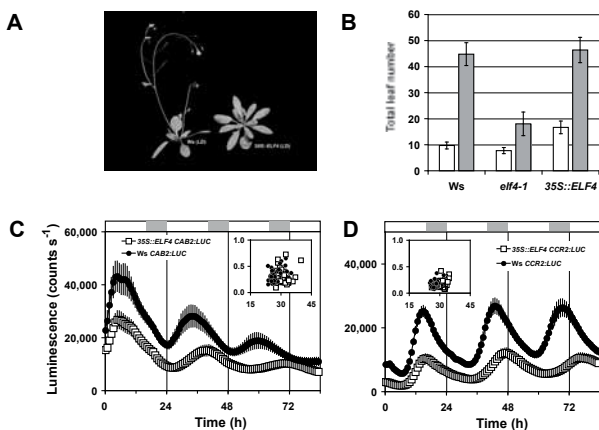 A
Ws (LD)
35S::ELF4 (LD)
B
Total leaf number
60
50
40
30
20
10
0
Ws
elf4-1
35S::ELF4
C
Luminescence (counts s-1)
60,000
40,000
20,000
0
35S::ELF4 CAB2:LUC
Ws CAB2:LUC
1.0
0.5
0.0
15 30 45
0 24 48 72
Time (h)
D
40,000
20,000
0
35S::ELF4 CCR2:LUC
Ws CCR2:LUC
1.0
0.5
0.0
15 30 45
0 24 48 72
Time (h)